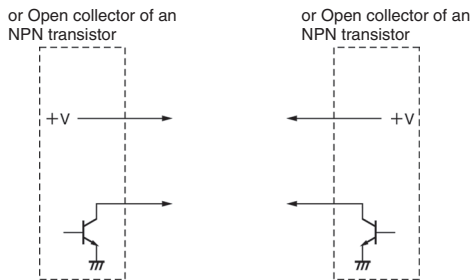 or Open collector of an
NPN transistor
+V
or Open collector of an
NPN transistor
+V